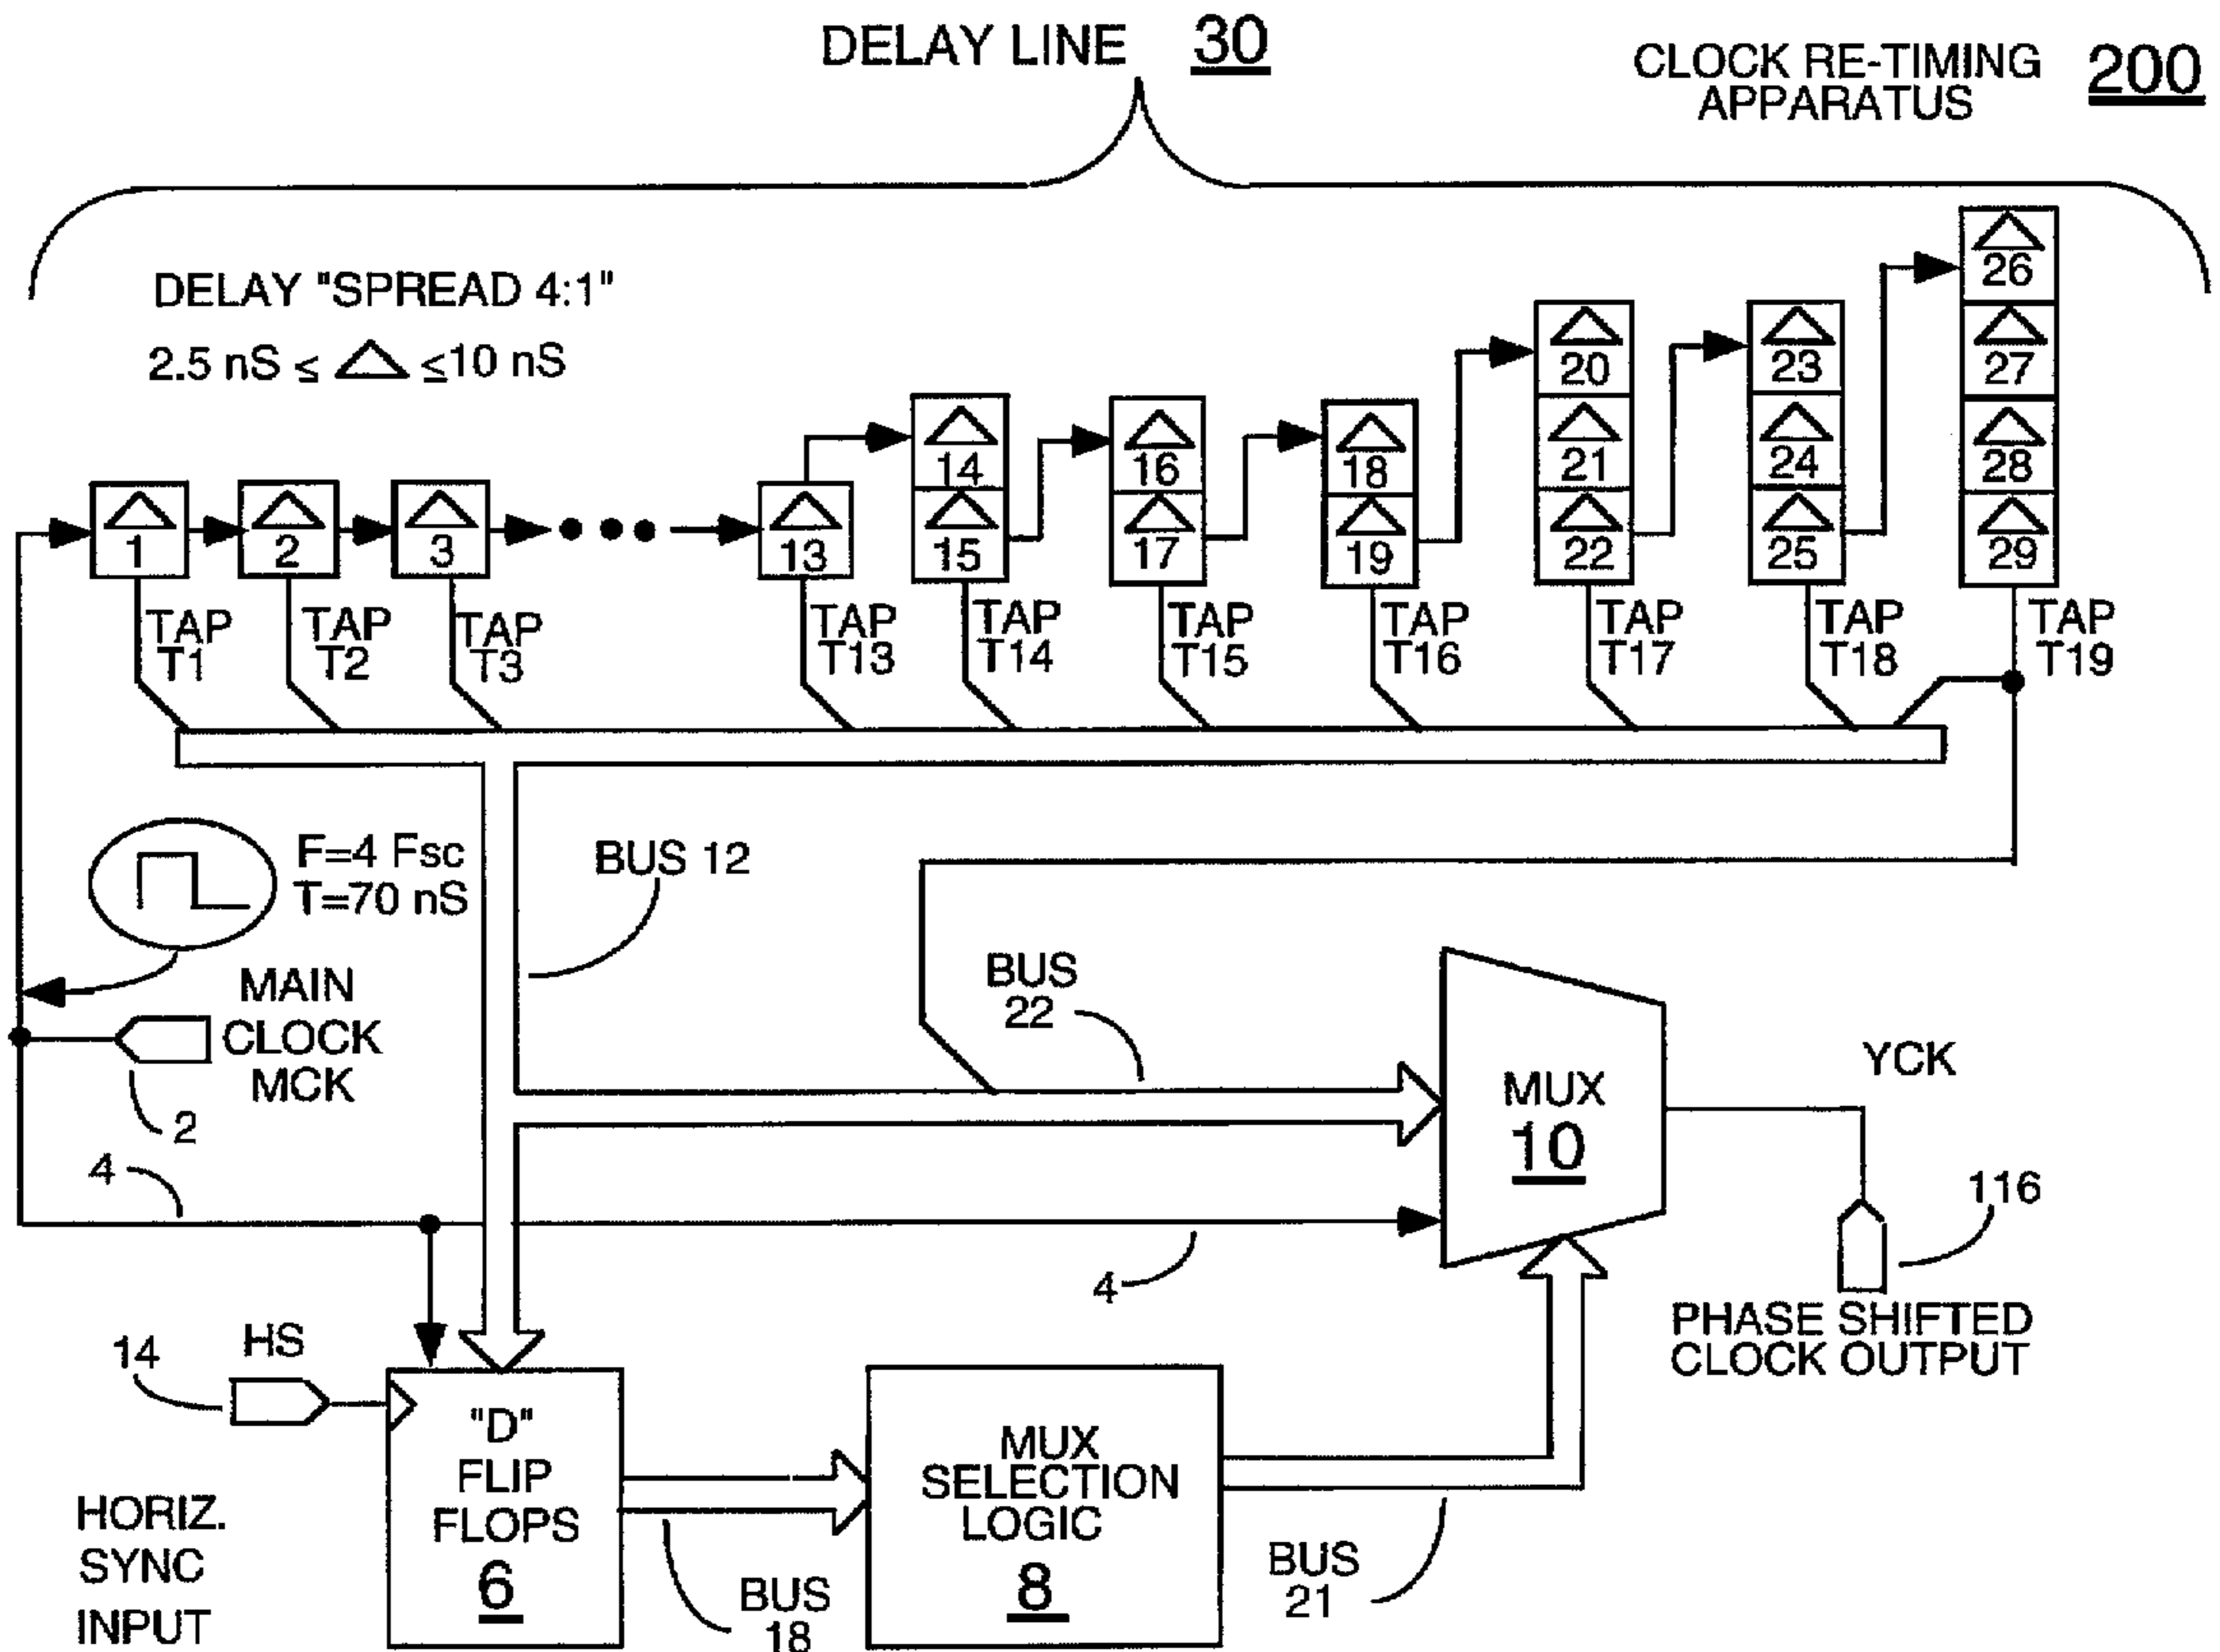 DELAY LINE 30
CLOCK RE-TIMING
APPARATUS
200
DELAY "SPREAD 4:1"
2.5 nS ≤ △ ≤10 nS
1
2
3
13
14
15
16
17
18
19
20
21
22
23
24
25
26
27
28
29
TAP
T1
TAP
T2
TAP
T3
TAP
T13
TAP
T14
TAP
T15
TAP
T16
TAP
T17
TAP
T18
TAP
T19
F=4 Fsc
T=70 nS
BUS 12
MAIN
CLOCK
MCK
2
BUS
22
MUX
10
YCK
4
4
116
PHASE SHIFTED
CLOCK OUTPUT
14
HS
HORIZ.
SYNC
INPUT
"D"
FLIP
FLOPS
6
BUS
18
MUX
SELECTION
LOGIC
8
BUS
21